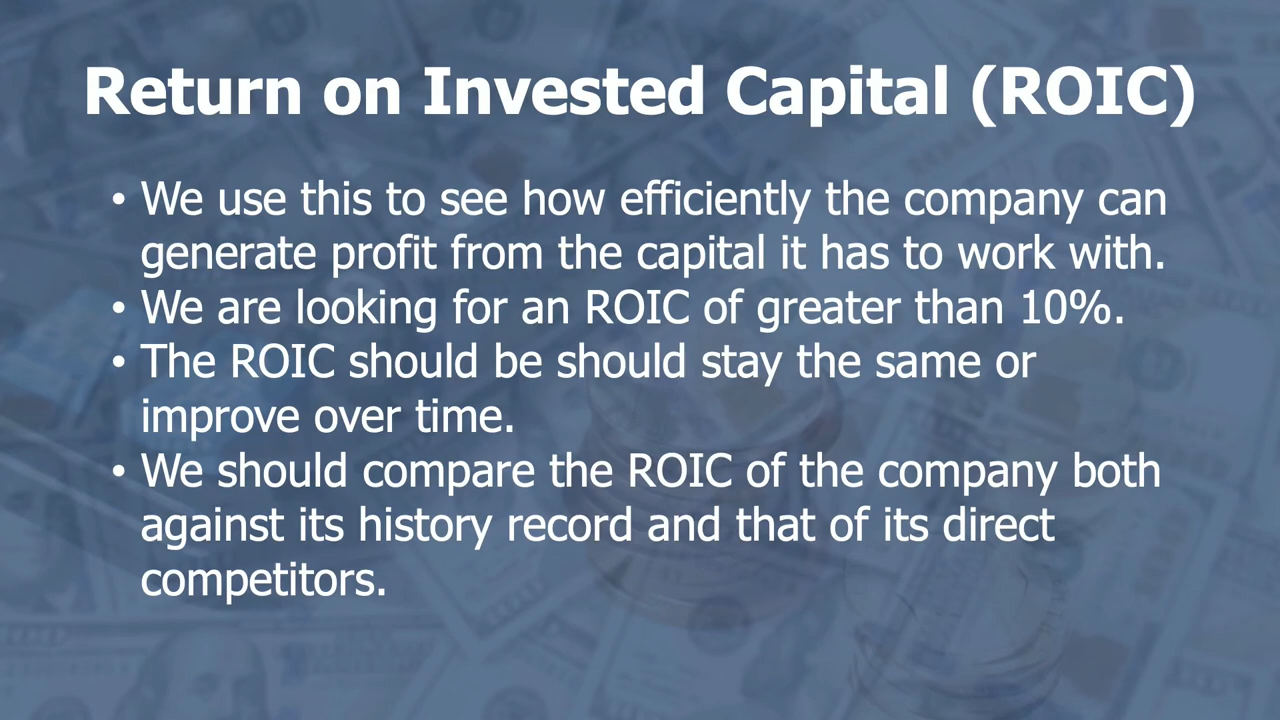 Return on Invested Capital (ROIC)
• We use this to see how efficiently the company can
generate profit from the capital it has to work with.
• We are looking for an ROIC of greater than 10%.
• The ROIC should be should stay the same or
improve over time.
• We should compare the ROIC of the company both
against its history record and that of its direct
competitors.